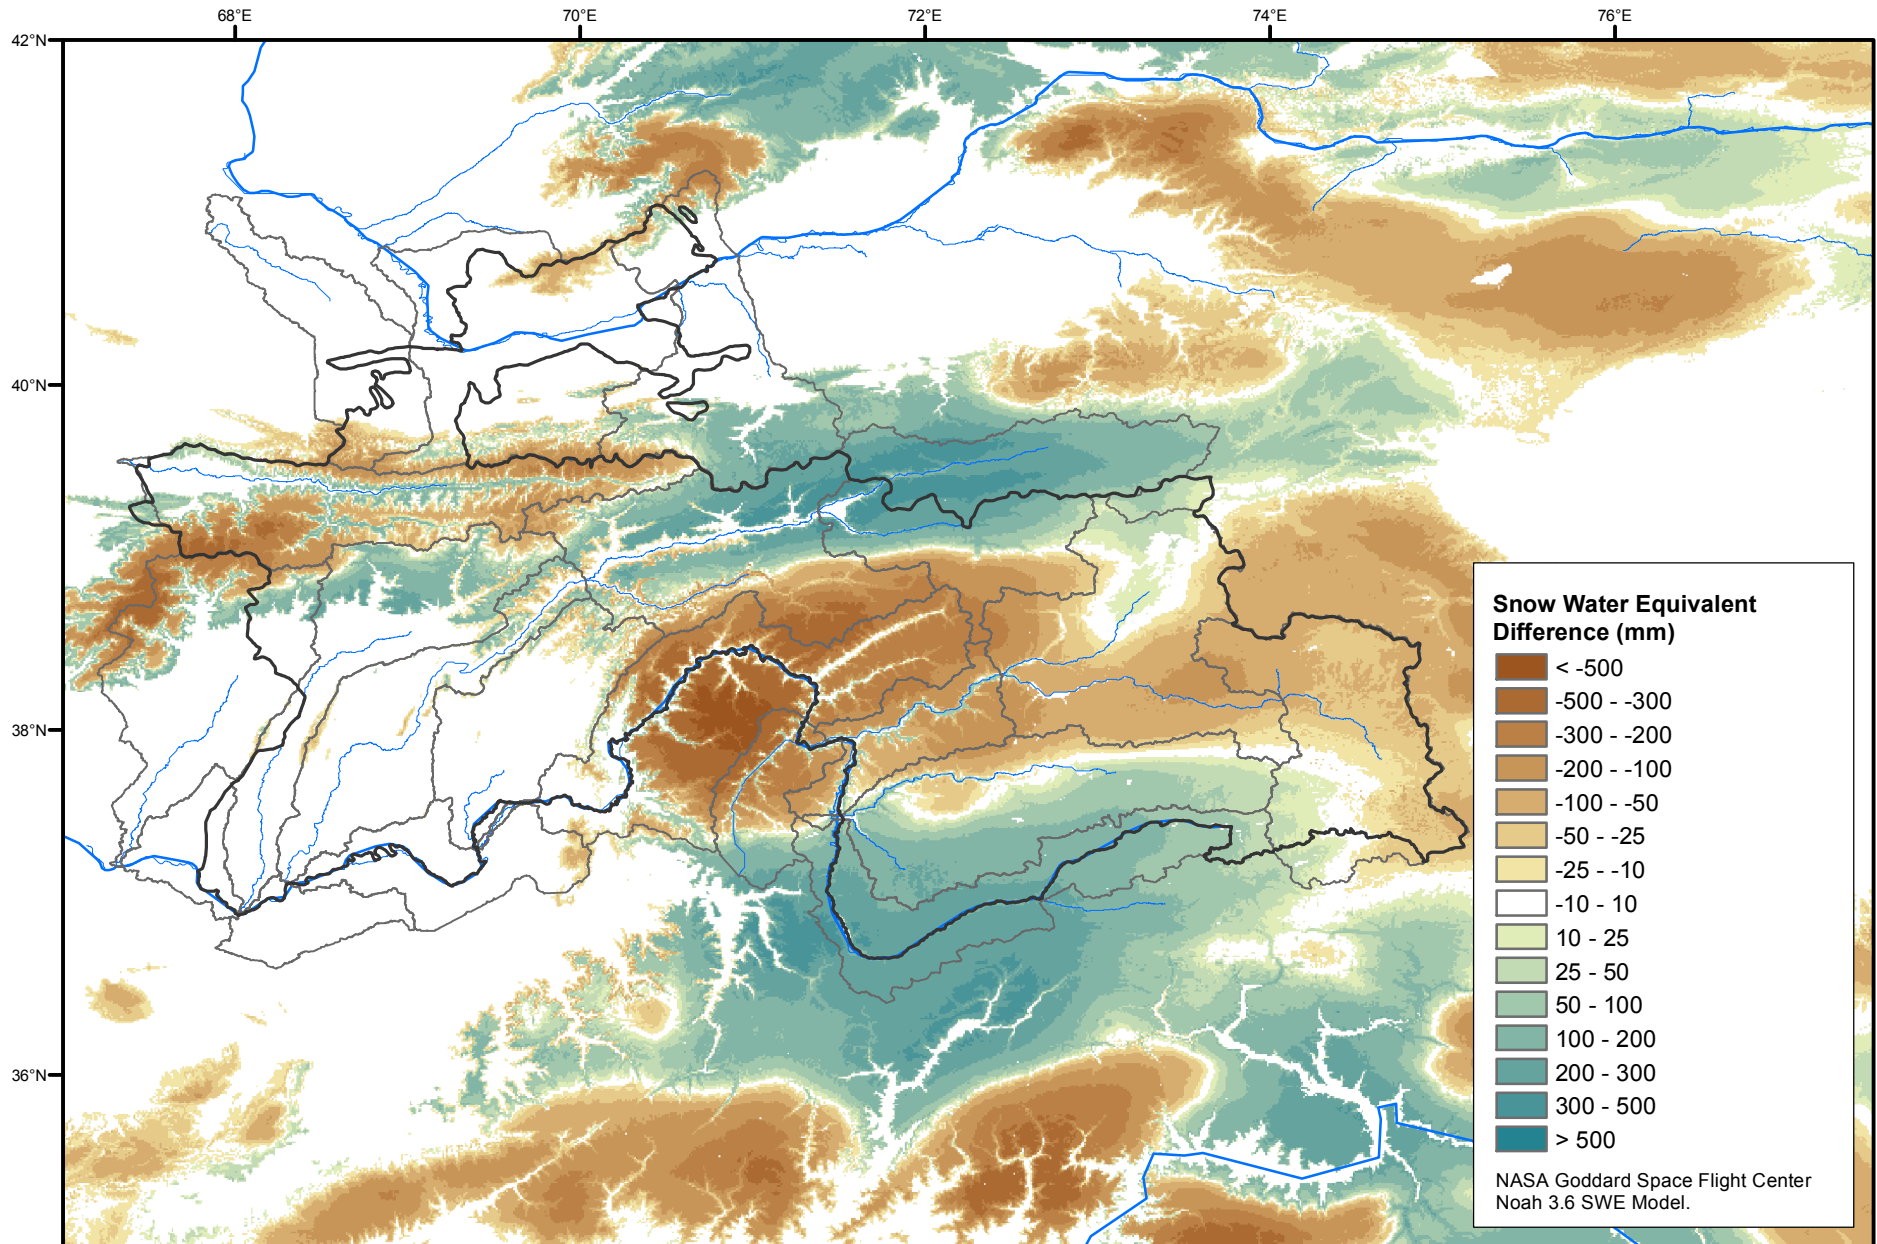 68°E
70°E
72°E
74°E
76°E
42°N
40°N
38°N
36°N
Snow Water Equivalent
Difference (mm)
< -500
-500 - -300
-300 - -200
-200 - -100
-100 - -50
-50 - -25
-25 - -10
-10 - 10
10 - 25
25 - 50
50 - 100
100 - 200
200 - 300
300 - 500
> 500
NASA Goddard Space Flight Center
Noah 3.6 SWE Model.